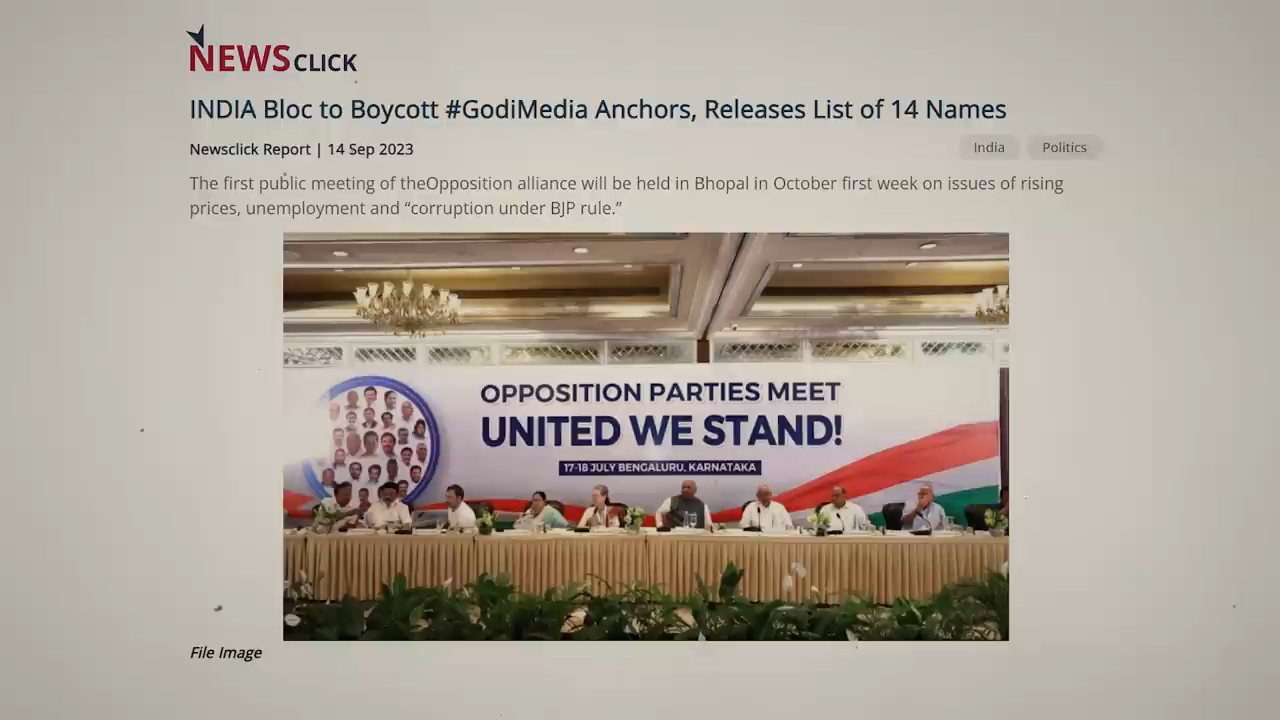 NEWSCLICK
INDIA Bloc to Boycott #GodiMedia Anchors, Releases List of 14 Names
Newsclick Report | 14 Sep 2023
India
Politics
The first public meeting of theOpposition alliance will be held in Bhopal in October first week on issues of rising
prices, unemployment and “corruption under BJP rule.”
OPPOSITION PARTIES MEET
UNITED WE STAND!
17-18 JULY BENGALURU, KARNATAKA
File Image